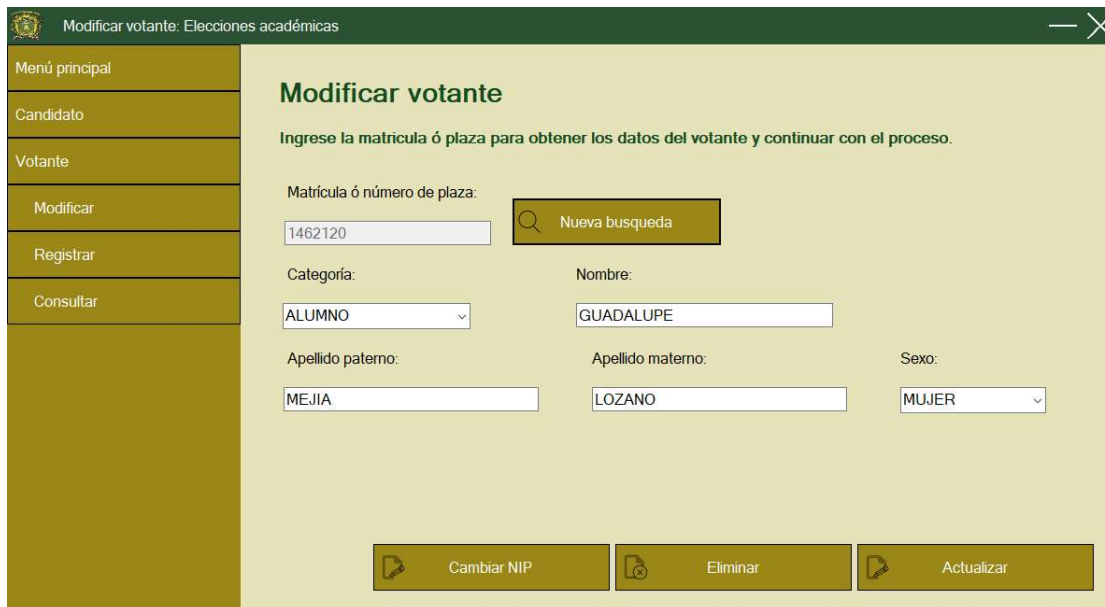 Modificar votante: Elecciones académicas
Menú principal
Candidato
Votante
Modificar
Registrar
Consultar
Modificar votante
Ingrese la matricula ó plaza para obtener los datos del votante y continuar con el proceso.
Matrícula ó número de plaza:
1462120
Nueva busqueda
Categoría:
Nombre:
ALUMNO
GUADALUPE
Apellido paterno:
Apellido materno:
Sexo:
MEJIA
LOZANO
MUJER
Cambiar NIP
Eliminar
Actualizar